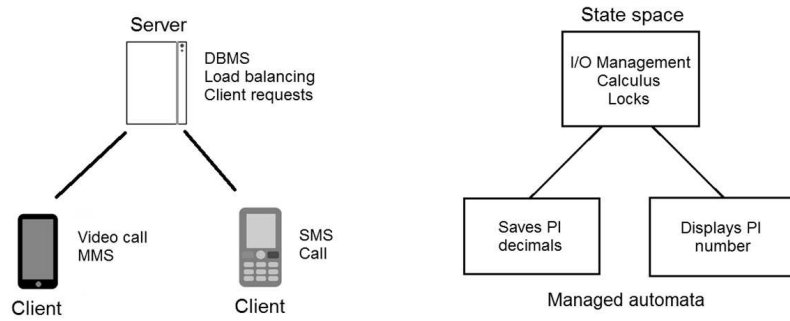 Server
DBMS
Load balancing
Client requests
Video call
MMS
SMS
Call
Client
Client
State space
I/O Management
Calculus
Locks
Saves PI
decimals
Displays PI
number
Managed automata